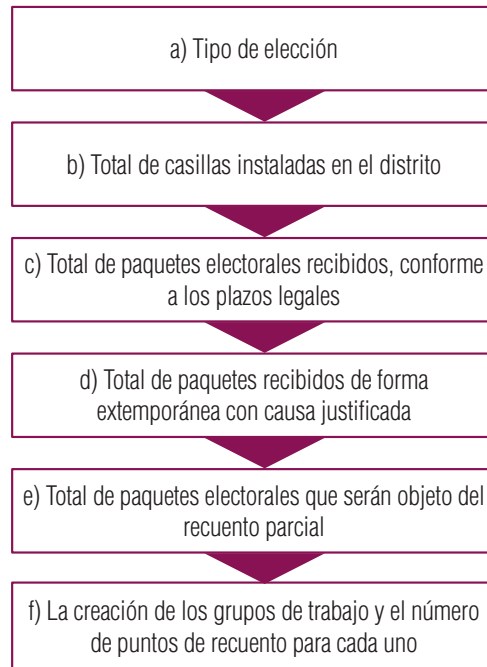 a) Tipo de elección
b) Total de casillas instaladas en el distrito
c) Total de paquetes electorales recibidos, conforme
a los plazos legales
d) Total de paquetes recibidos de forma
extemporánea con causa justificada
e) Total de paquetes electorales que serán objeto del
recuento parcial
f) La creación de los grupos de trabajo y el número
de puntos de recuento para cada uno